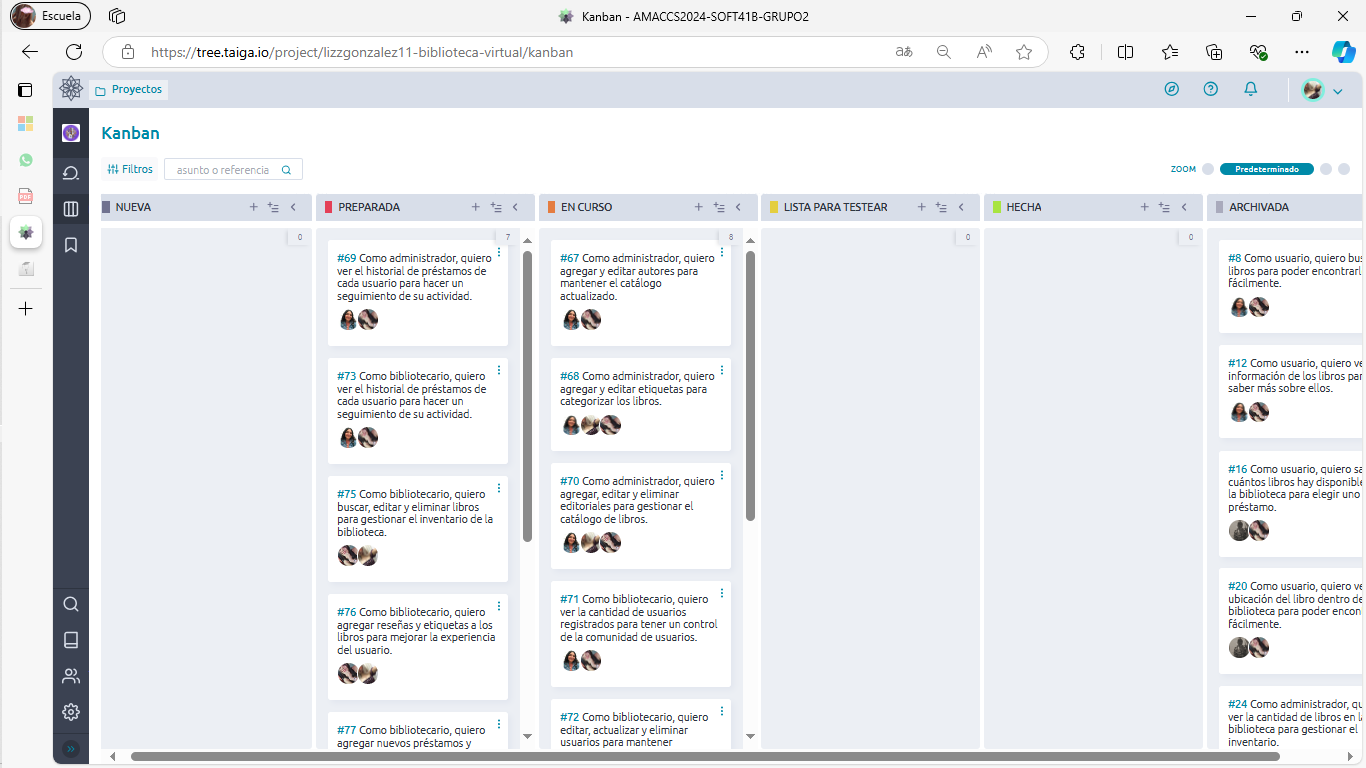 Escuela
Kanban - AMACCS2024-SOFT41B-GRUPO2
https://tree.taiga.io/project/lizzgonzalez11-biblioteca-virtual/kanban
Proyectos
Kanban
Filtros
asunto o referencia
ZOOM
Predeterminado
NUEVA
0
PREPARADA
7
#69 Como administrador, quiero
ver el historial de préstamos de
cada usuario para hacer un
seguimiento de su actividad.
#73 Como bibliotecario, quiero
ver el historial de préstamos de
cada usuario para hacer un
seguimiento de su actividad.
#75 Como bibliotecario, quiero
buscar, editar y eliminar libros
para gestionar el inventario de la
biblioteca.
#76 Como bibliotecario, quiero
agregar reseñas y etiquetas a los
libros para mejorar la experiencia
del usuario.
#77 Como bibliotecario, quiero
agregar nuevos préstamos y
EN CURSO
8
#67 Como administrador, quiero
agregar y editar autores para
mantener el catálogo
actualizado.
#68 Como administrador, quiero
agregar y editar etiquetas para
categorizar los libros.
#70 Como administrador, quiero
agregar, editar y eliminar
editoriales para gestionar el
catálogo de libros.
#71 Como bibliotecario, quiero
ver la cantidad de usuarios
registrados para tener un control
de la comunidad de usuarios.
#72 Como bibliotecario, quiero
editar, actualizar y eliminar
usuarios para mantener
LISTA PARA TESTEAR
0
HECHA
0
ARCHIVADA
#8 Como usuario, quiero bus
libros para poder encontrarl
fácilmente.
#12 Como usuario, quiero ve
información de los libros par
saber más sobre ellos.
#16 Como usuario, quiero sa
cuántos libros hay disponible
la biblioteca para elegir uno
préstamo.
#20 Como usuario, quiero ve
ubicación del libro dentro de
biblioteca para poder encon
fácilmente.
#24 Como administrador, qu
ver la cantidad de libros en l
biblioteca para gestionar el
inventario.